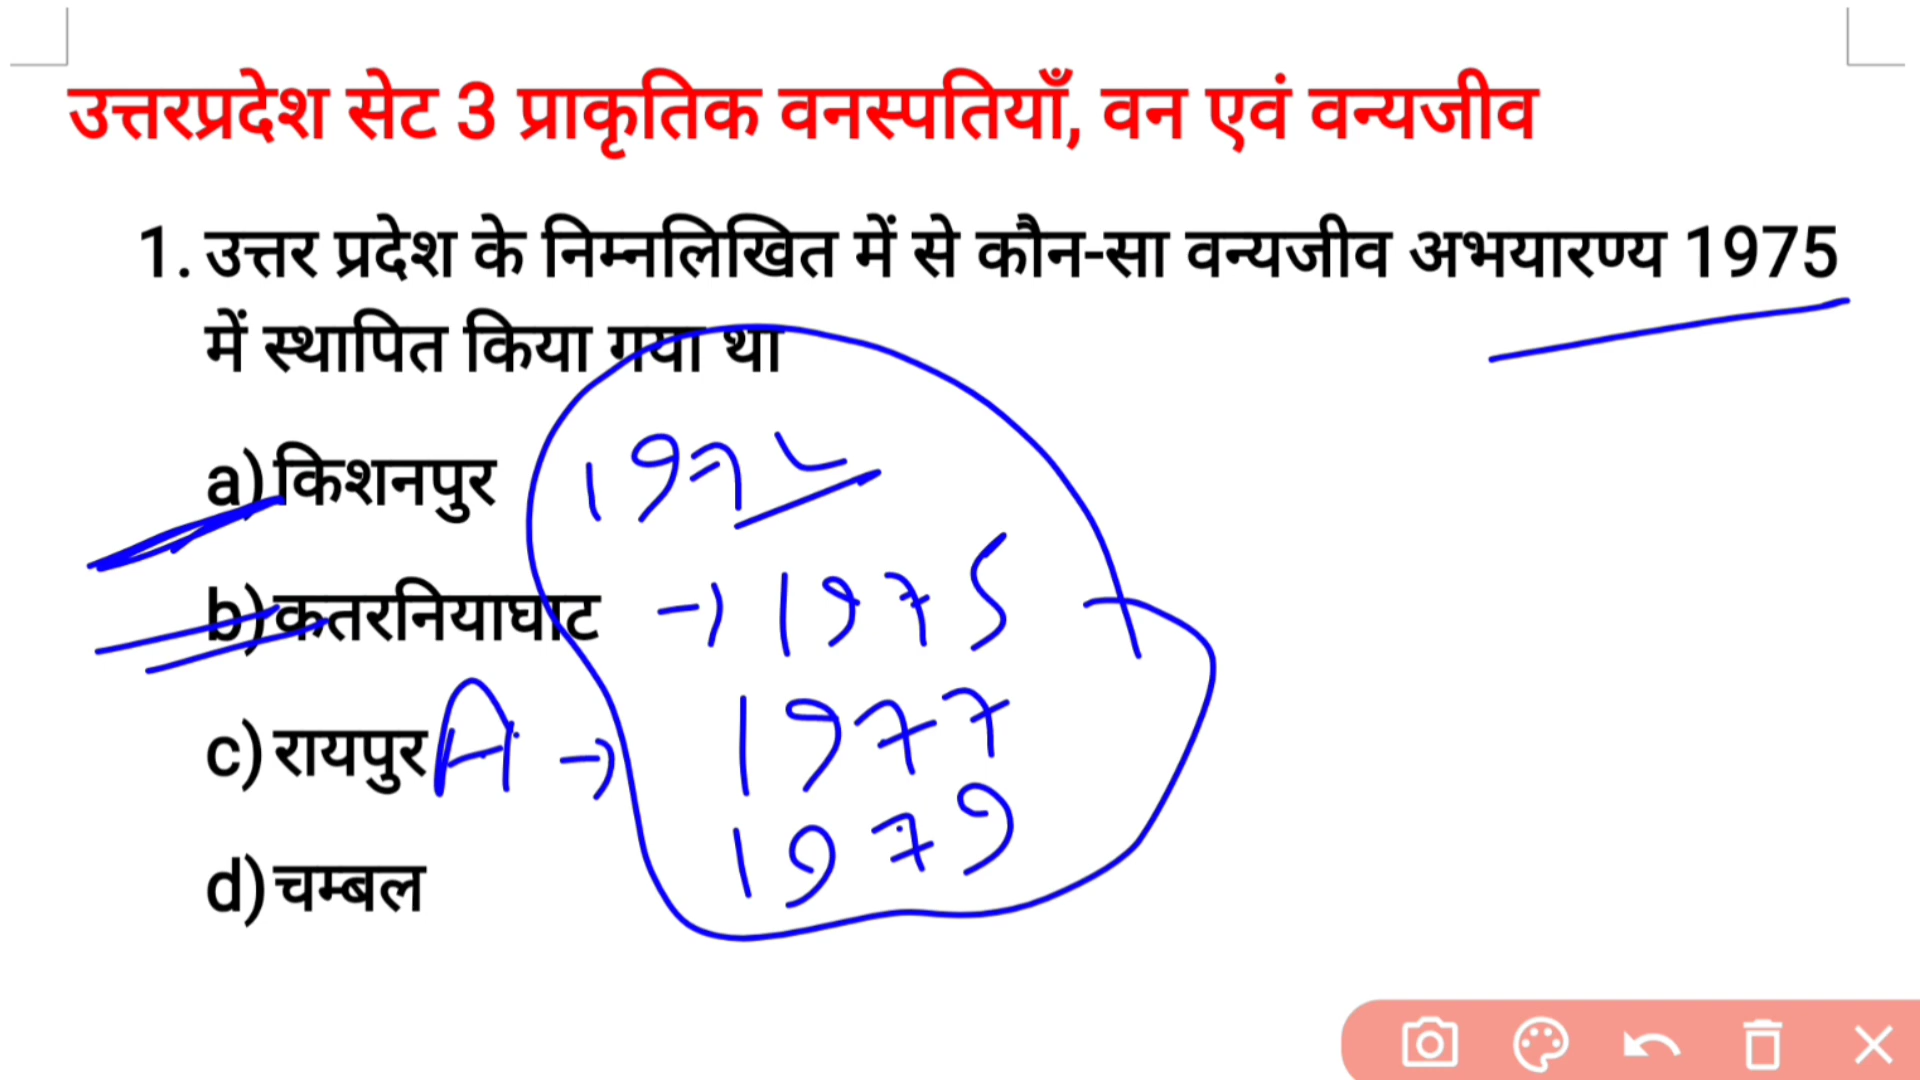 उत्तरप्रदेश सेट 3 प्राकृतिक वनस्पतियाँ, वन एवं वन्यजीव
1. उत्तर प्रदेश के निम्नलिखित में से कौन-सा वन्यजीव अभयारण्य 1975
में स्थापित किया गया था
a) किशनपुर 1972
b) कतरनियाघाट → 1975
c) रायपुर A → 1977
1979
d) चम्बल